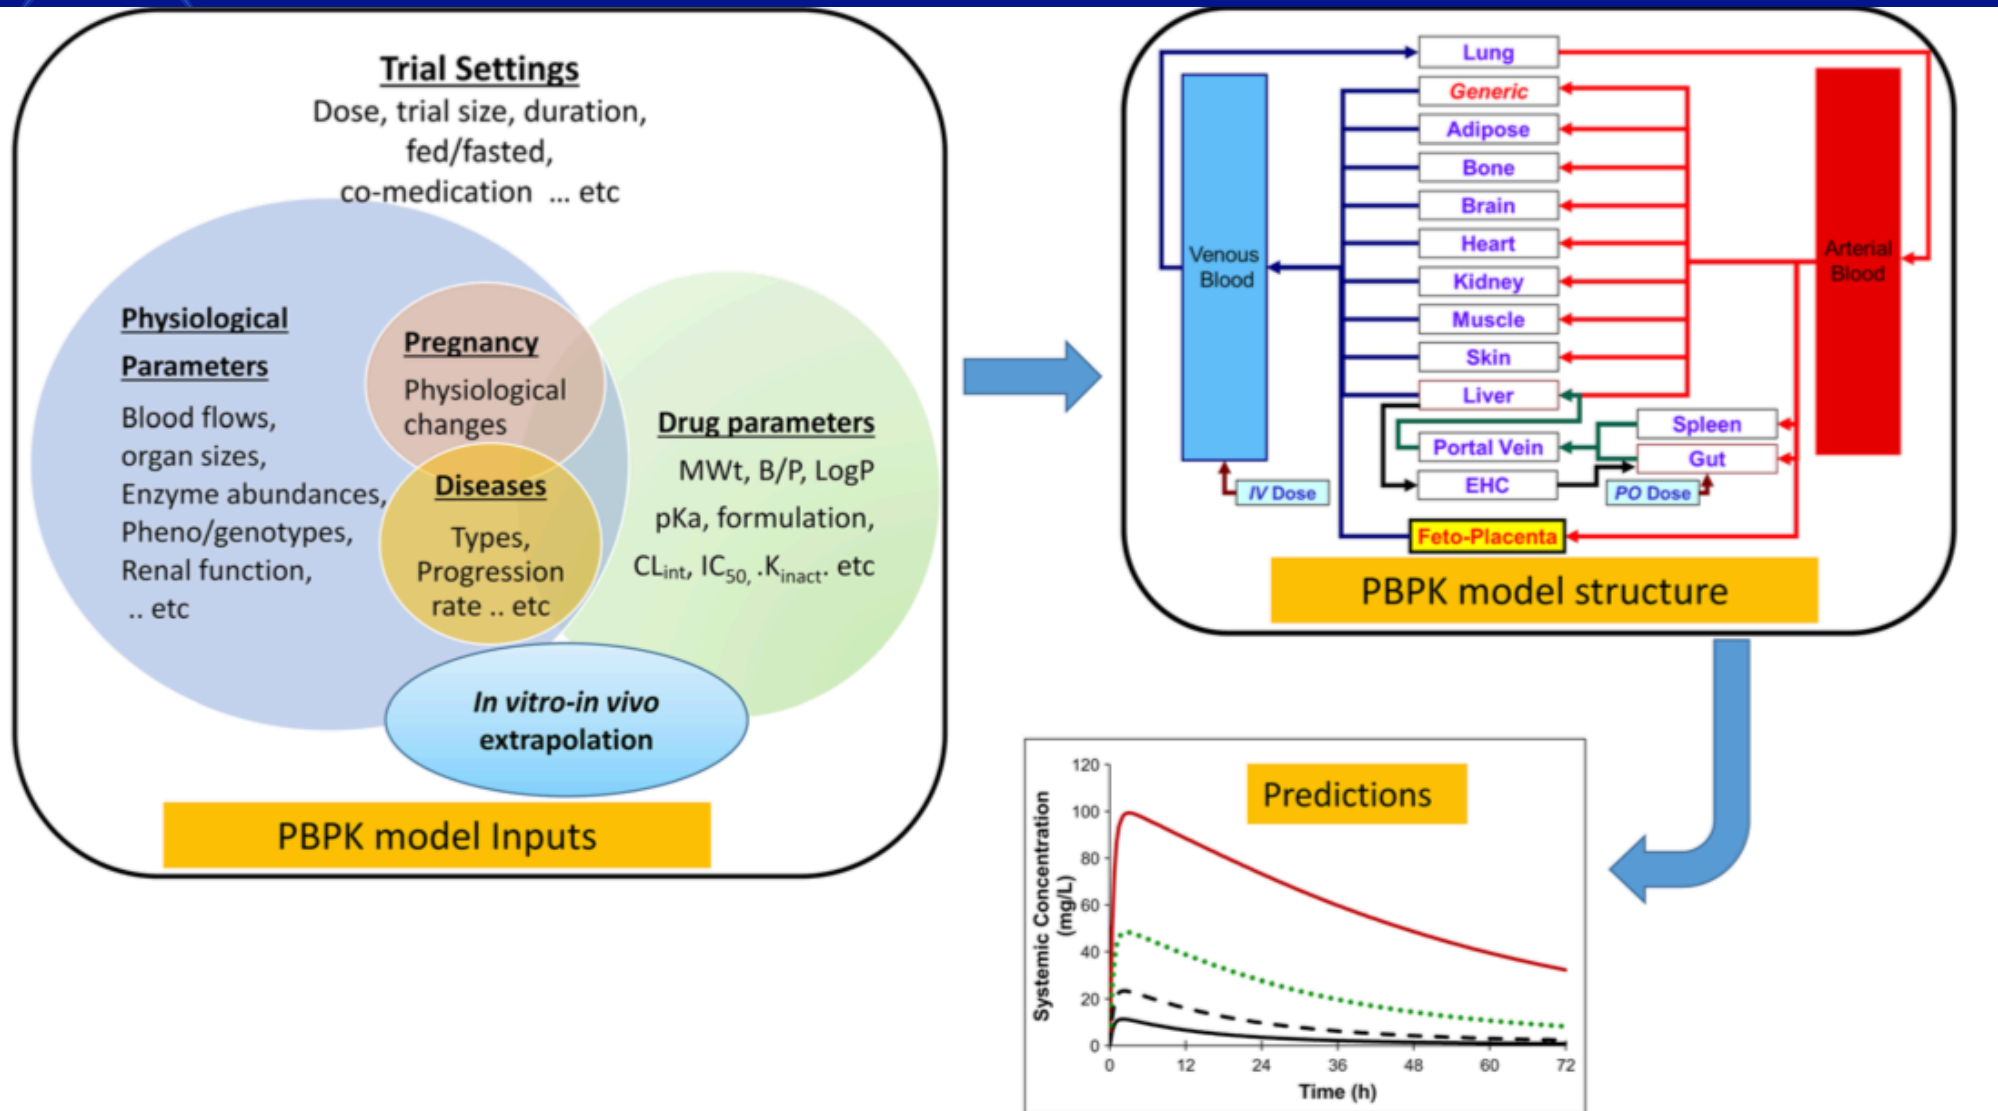 Trial Settings
Dose, trial size, duration,
fed/fasted,
co-medication ... etc
Physiological
Parameters
Blood flows,
organ sizes,
Enzyme abundances,
Pheno/genotypes,
Renal function,
.. etc
Pregnancy
Physiological
changes
Diseases
Types,
Progression
rate .. etc
Drug parameters
MWt, B/P, LogP
pKa, formulation,
CLint, IC50, .Kinact. etc
In vitro-in vivo
extrapolation
PBPK model Inputs
Lung
Generic
Adipose
Bone
Brain
Heart
Kidney
Muscle
Skin
Liver
Portal Vein
EHC
Feto-Placenta
Spleen
Gut
Venous
Blood
Arterial
Blood
IV Dose
PO Dose
PBPK model structure
Predictions
Systemic Concentration
(mg/L)
120
100
80
60
40
20
0
0 12 24 36 48 60 72
Time (h)